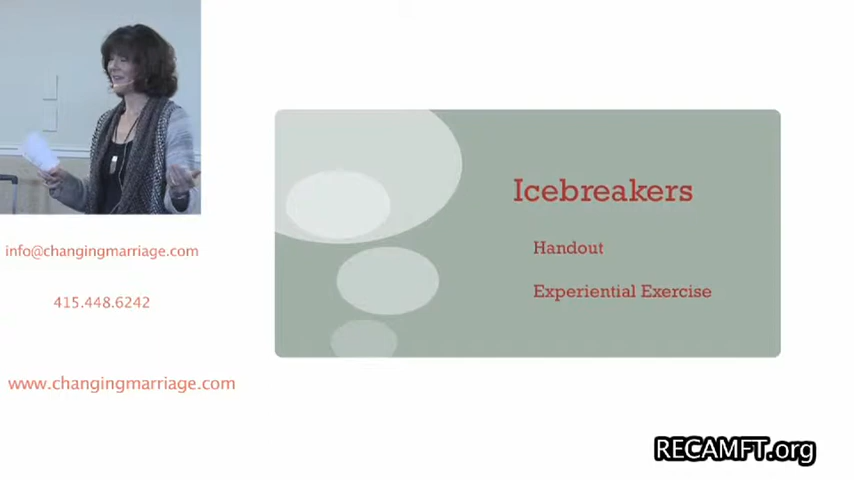 info@changingmarriage.com
415.448.6242
www.changingmarriage.com
Icebreakers
Handout
Experiential Exercise
RECAMFT.org